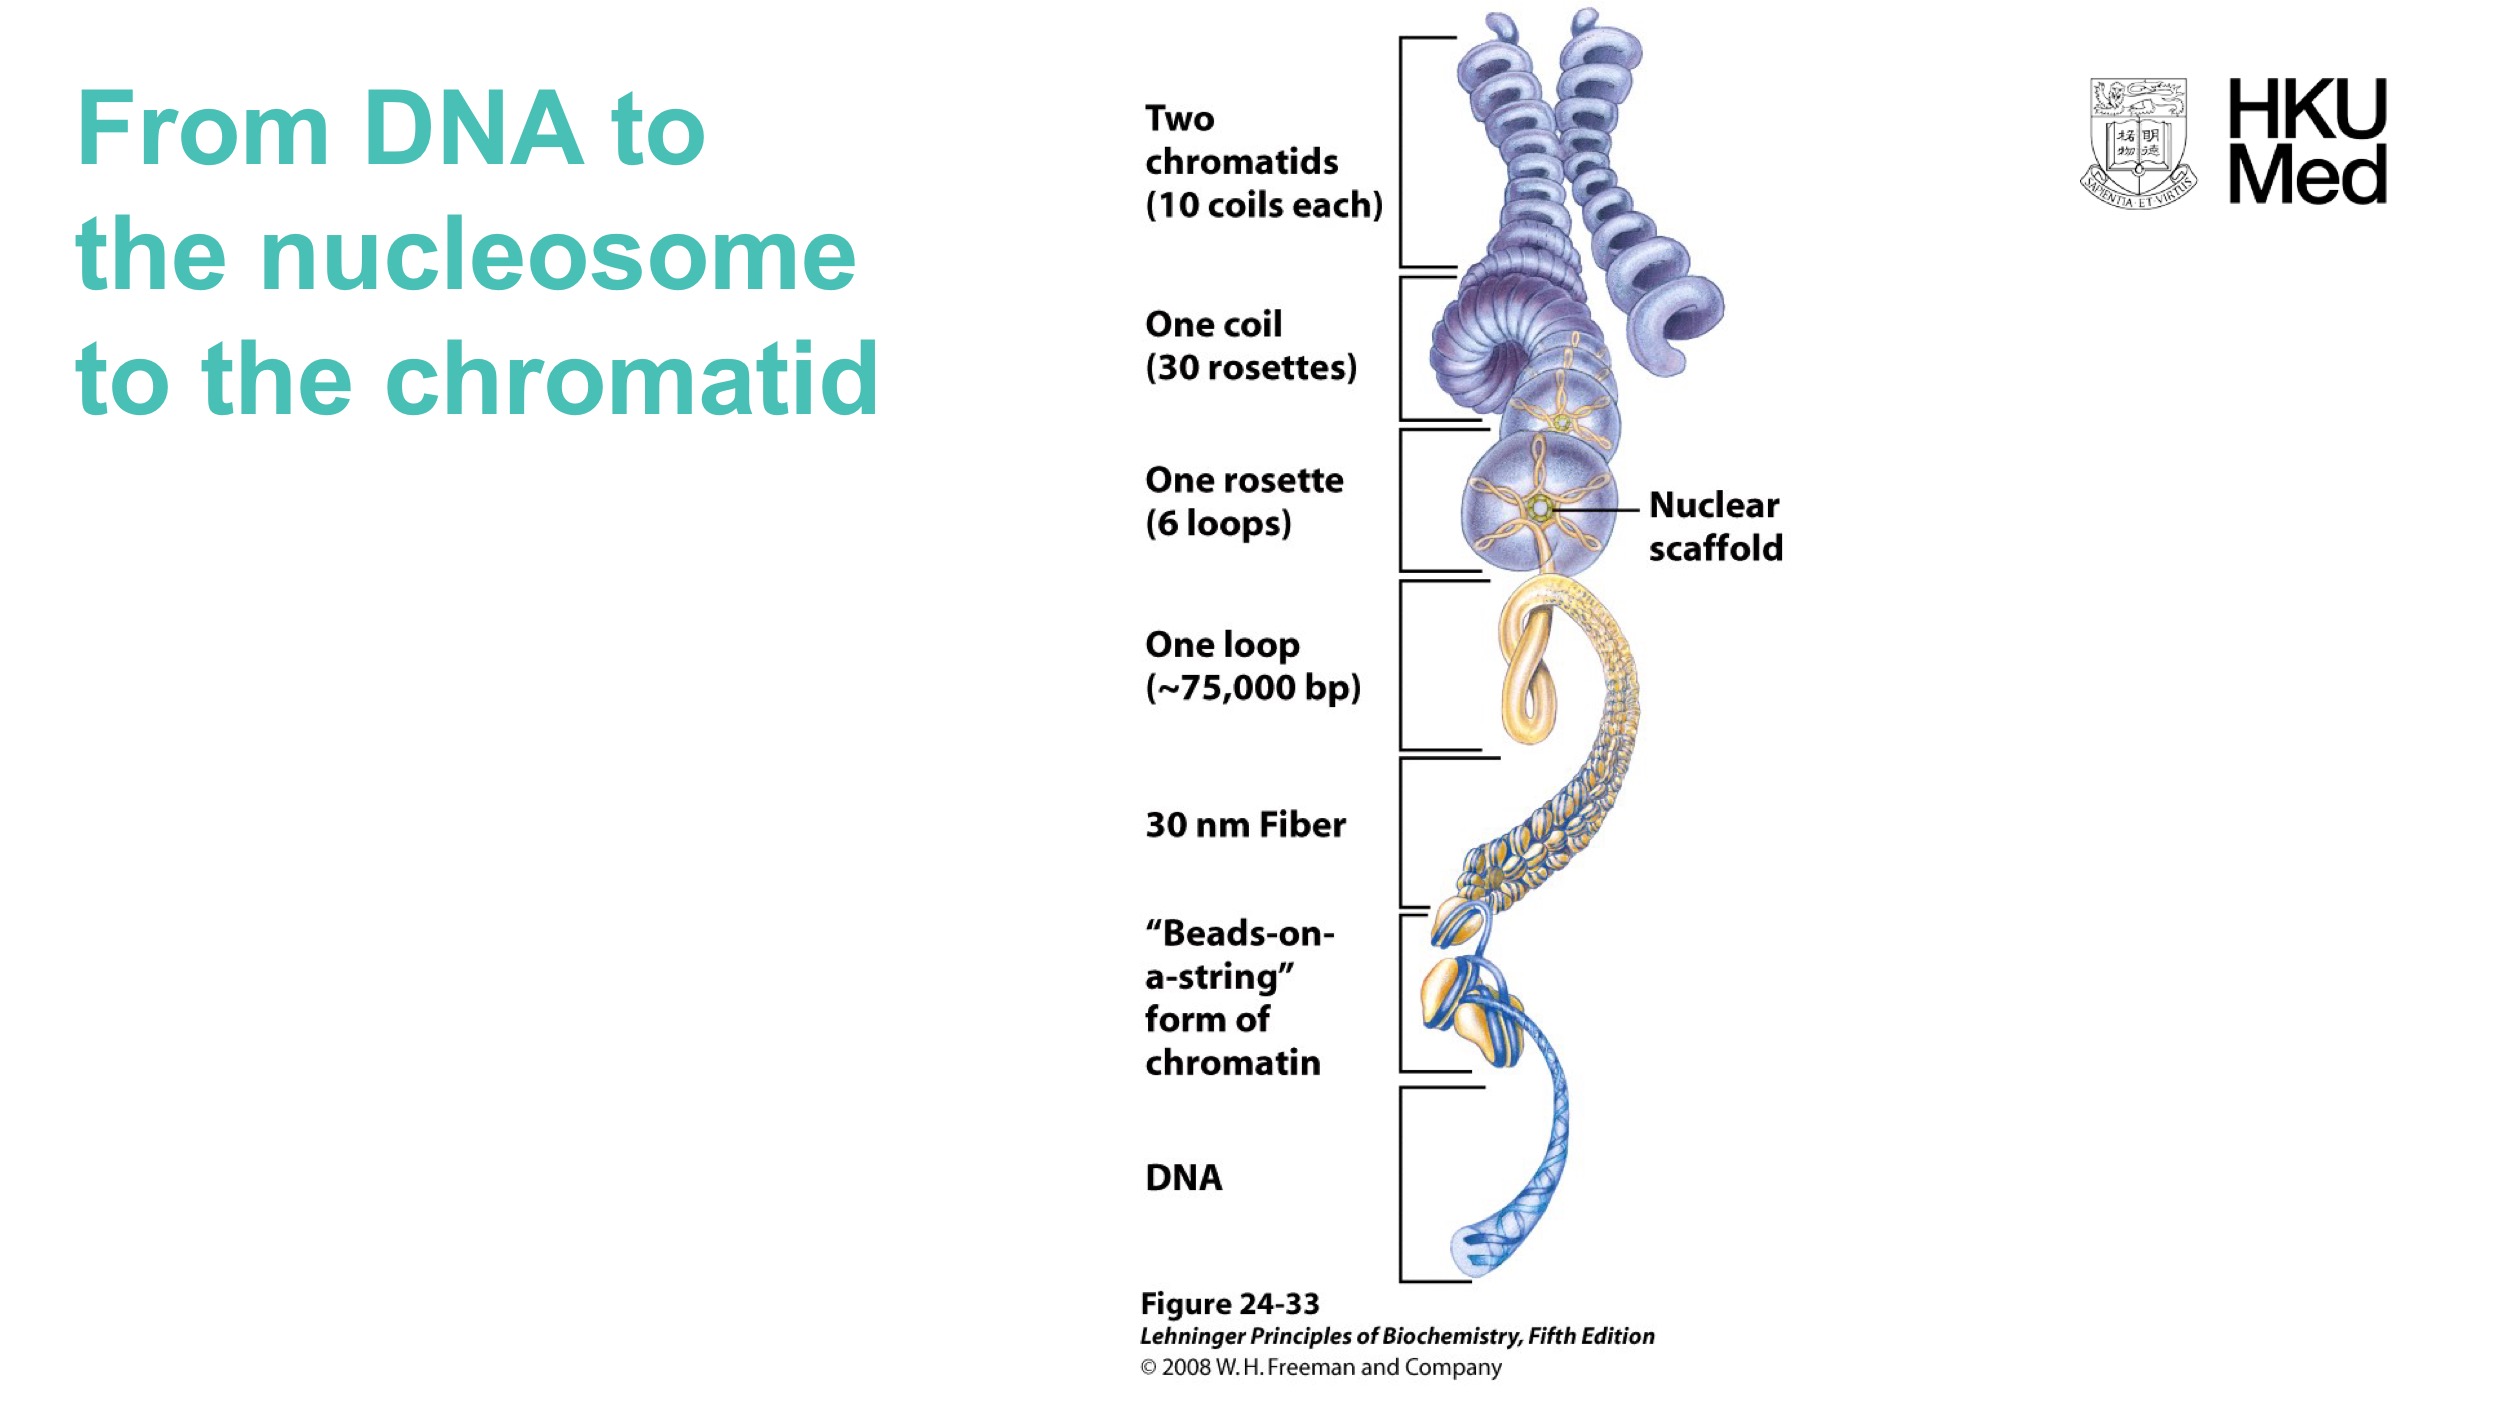 From DNA to
the nucleosome
to the chromatid
Two
chromatids
(10 coils each)
One coil
(30 rosettes)
One rosette
(6 loops)
Nuclear
scaffold
One loop
(~75,000 bp)
30 nm Fiber
“Beads-on-
a-string”
form of
chromatin
DNA
Figure 24-33
Lehninger Principles of Biochemistry, Fifth Edition
© 2008 W. H. Freeman and Company
HKU
Med
明德
格物
SAPIENTIA·ET·VIRTUS